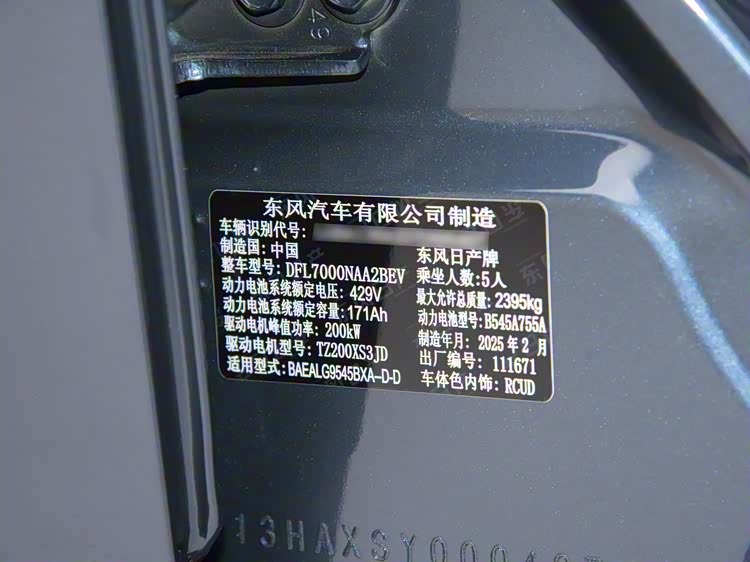 49
东风汽车有限公司制造
车辆识别代号:
制造国: 中国 东风日产牌
整车型号: DFL7000NAA2BEV 乘坐人数: 5人
动力电池系统额定电压: 429V 最大允许总质量: 2395kg
动力电池系统额定容量: 171Ah 动力电池型号: B545A755A
驱动电机峰值功率: 200kW 制造年月: 2025 年 2 月
驱动电机型号: TZ200XS3JD 出厂编号: 111671
适用型式: BAEALG9545BXA-D-D 车体色内饰: RCUD
13HAXSY00040